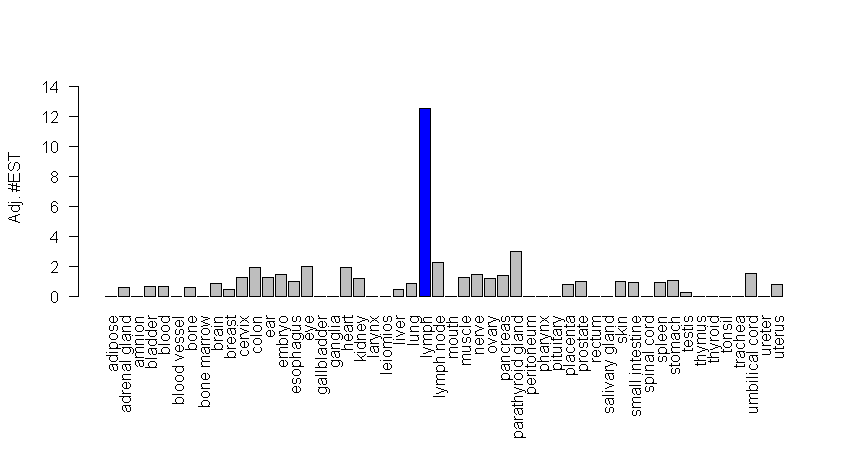 Adj. #EST
14
12
10
8
6
4
2
0
adipose
adrenal gland
amnion
bladder
blood
blood vessel
bone
bone marrow
brain
breast
cervix
colon
ear
embryo
esophagus
eye
gallbladder
ganglia
heart
kidney
larynx
leiomios
liver
lung
lymph
lymph node
mouth
muscle
nerve
ovary
pancreas
parathyroid gland
peritoneum
pharynx
pituitary
placenta
prostate
rectum
salivary gland
skin
small intestine
spinal cord
spleen
stomach
testis
thymus
thyroid
tonsil
trachea
umbilical cord
ureter
uterus